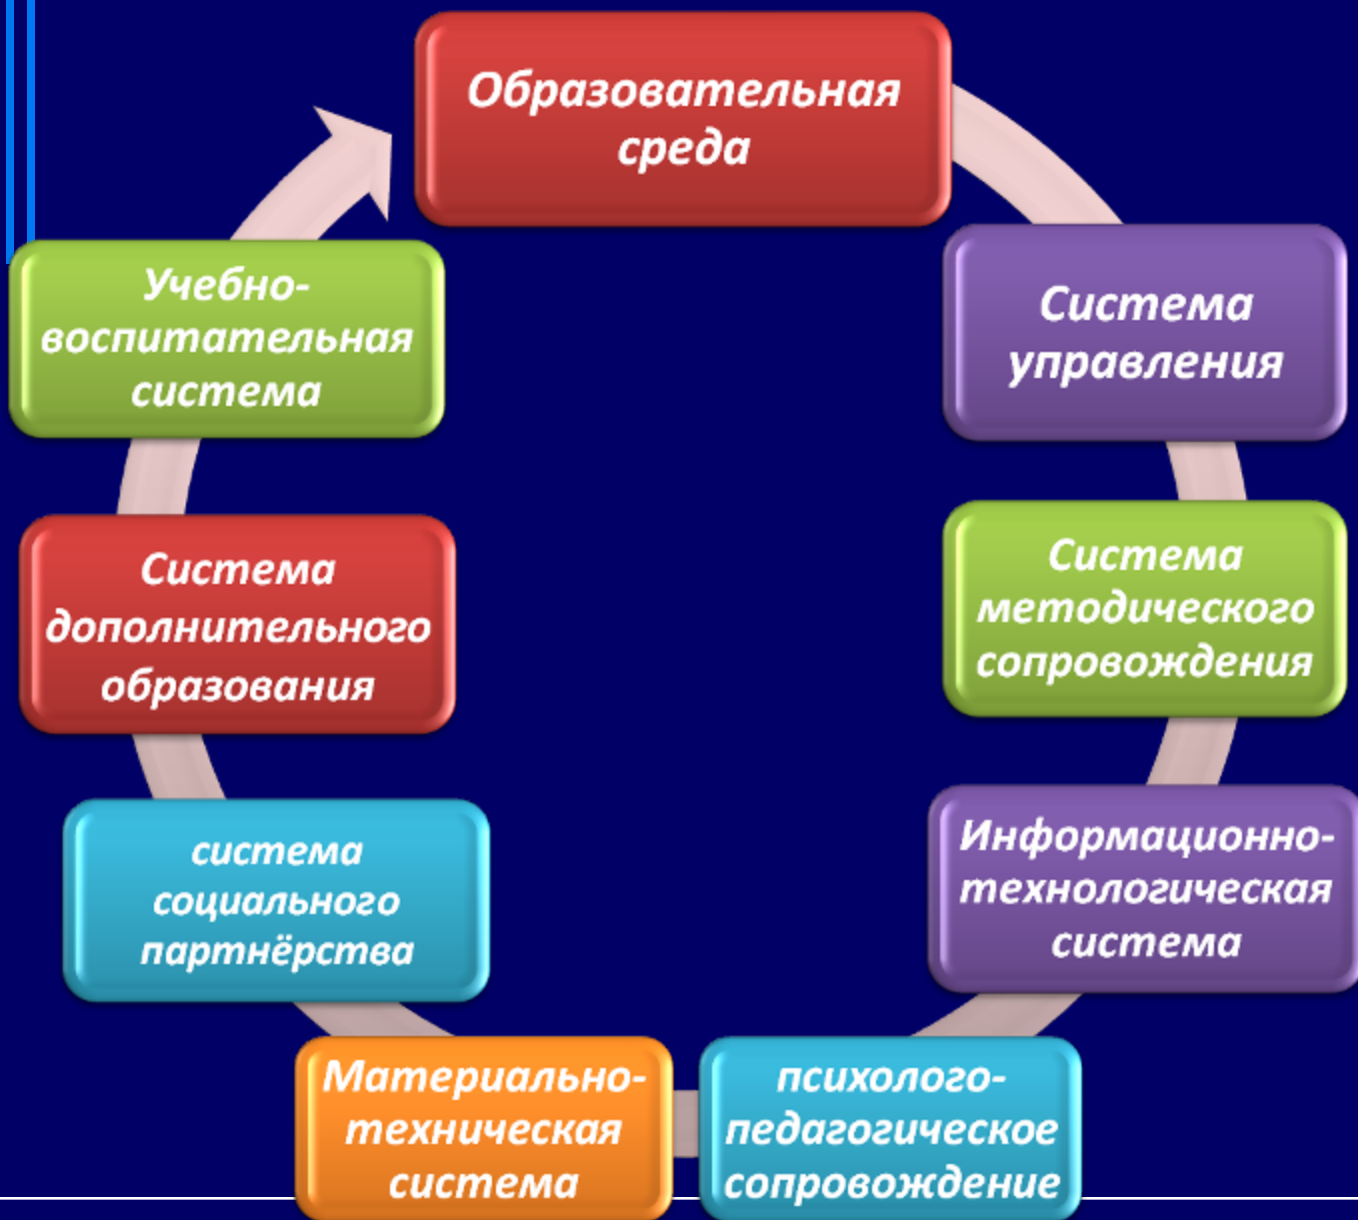 Образовательная
среда
Система
управления
Система
методического
сопровождения
Информационно-
технологическая
система
психолого-
педагогическое
сопровождение
Материально-
техническая
система
система
социального
партнёрства
Система
дополнительного
образования
Учебно-
воспитательная
система